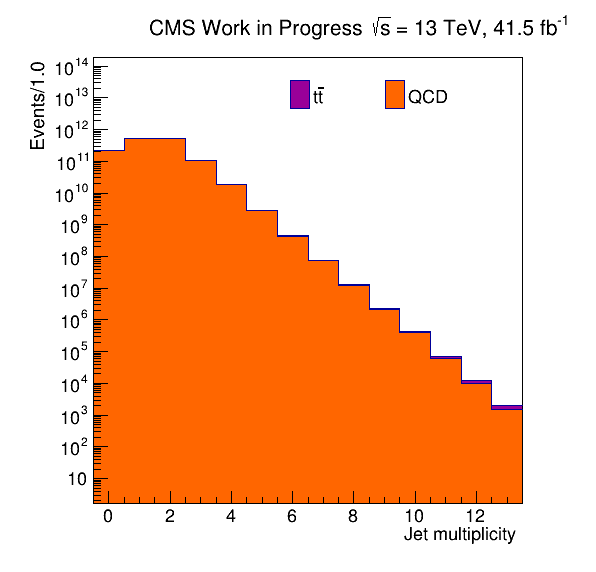 CMS Work in Progress √s = 13 TeV, 41.5 fb⁻¹
Events/1.0
10¹⁴
10¹³
10¹²
10¹¹
10¹⁰
10⁹
10⁸
10⁷
10⁶
10⁵
10⁴
10³
10²
10
tt̄ QCD
0 2 4 6 8 10 12
Jet multiplicity